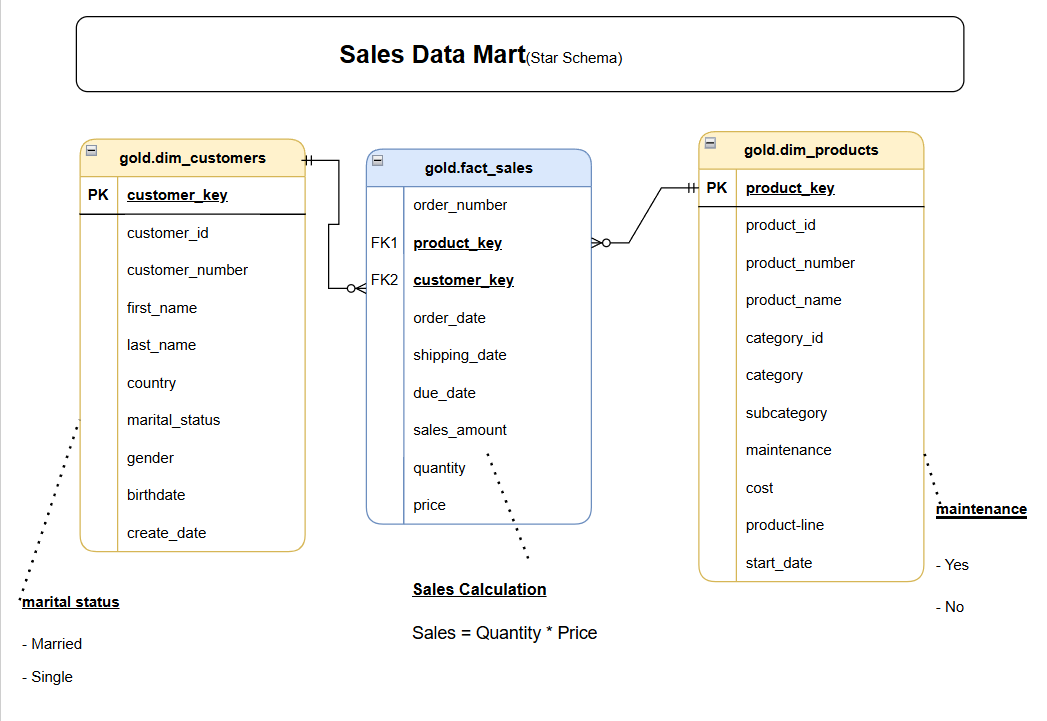 Sales Data Mart(Star Schema)
gold.dim_customers
PK customer_key
customer_id
customer_number
first_name
last_name
country
marital_status
gender
birthdate
create_date
gold.fact_sales
order_number
FK1 product_key
FK2 customer_key
order_date
shipping_date
due_date
sales_amount
quantity
price
gold.dim_products
PK product_key
product_id
product_number
product_name
category_id
category
subcategory
maintenance
cost
product-line
start_date
marital status
- Married
- Single
Sales Calculation
Sales = Quantity * Price
maintenance
- Yes
- No